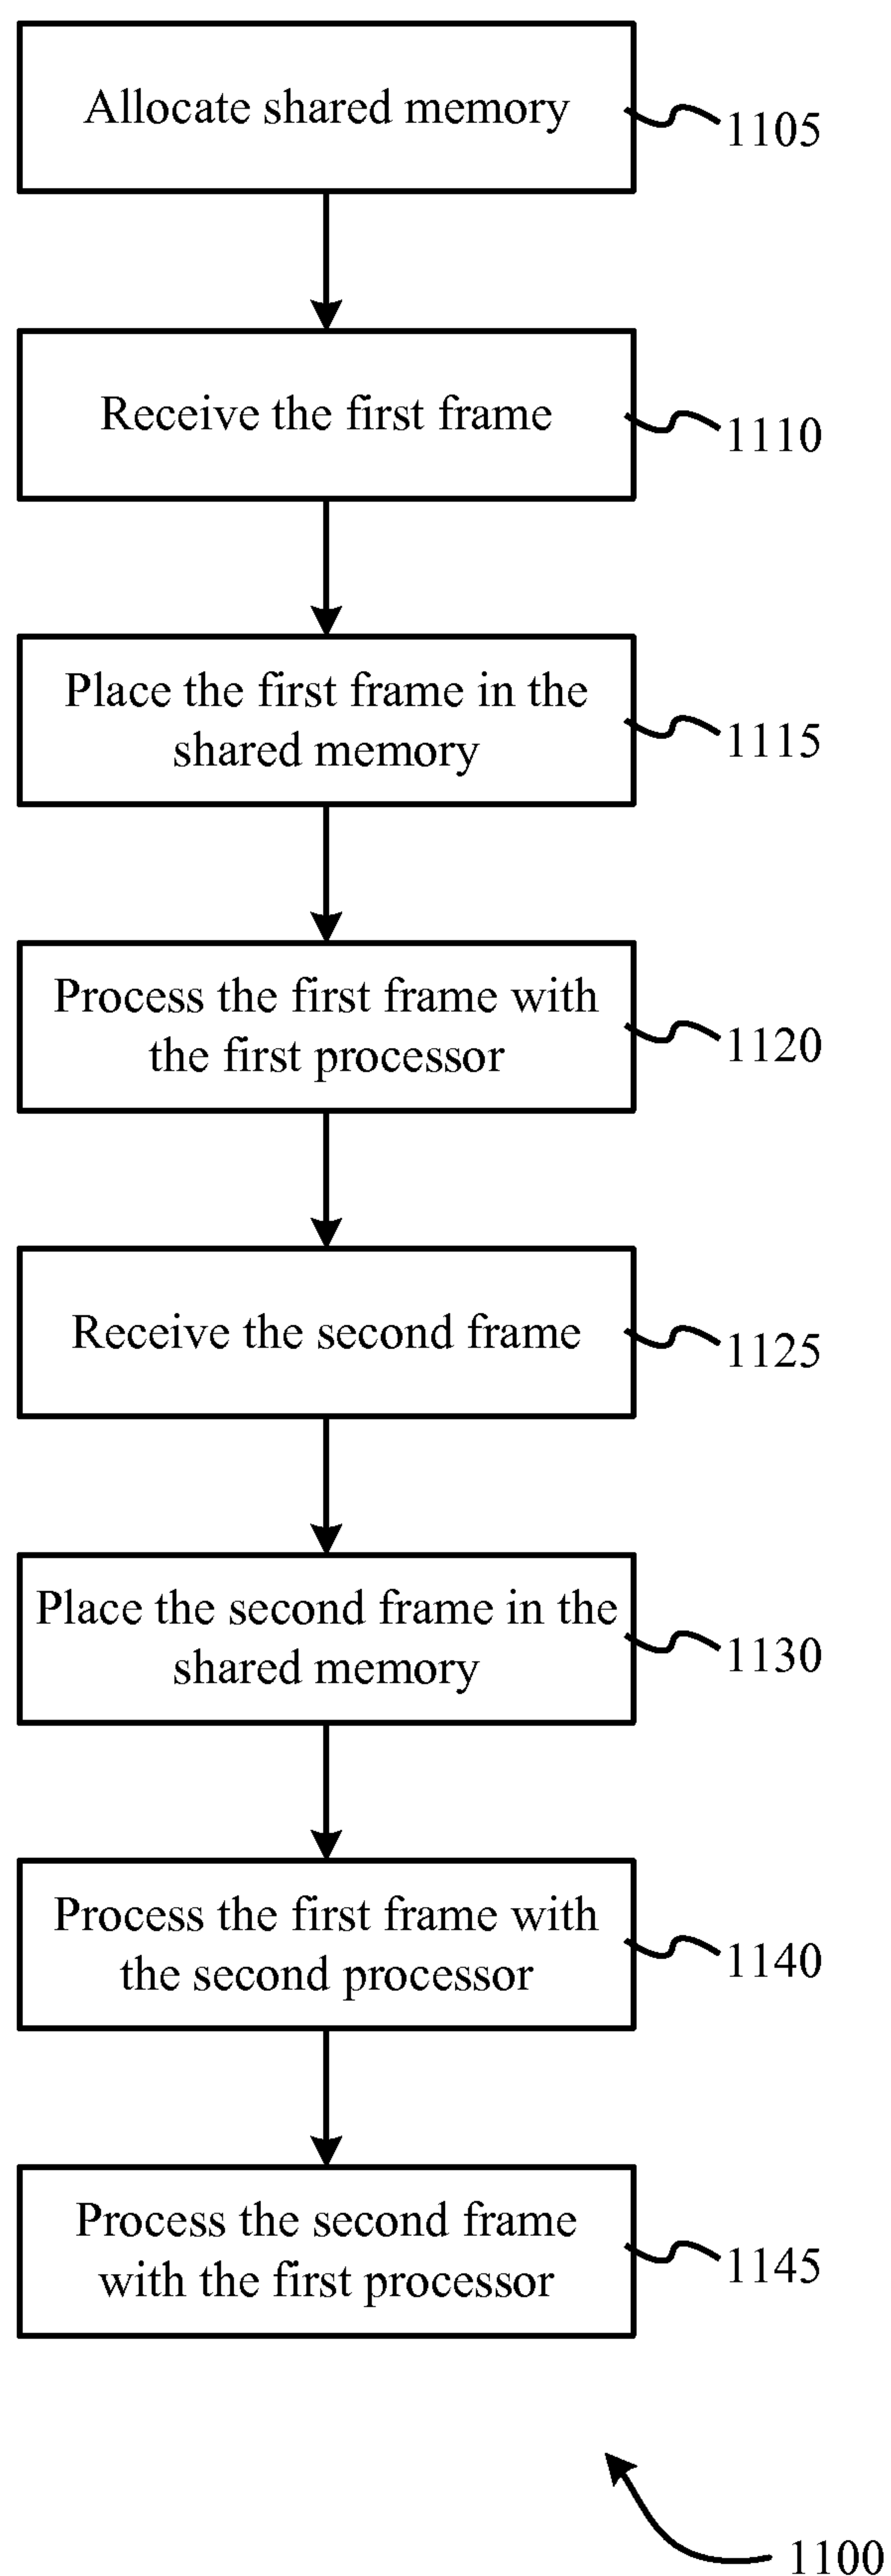 Allocate shared memory
1105
Receive the first frame
1110
Place the first frame in the
shared memory
1115
Process the first frame with
the first processor
1120
Receive the second frame
1125
Place the second frame in the
shared memory
1130
Process the first frame with
the second processor
1140
Process the second frame
with the first processor
1145
1100